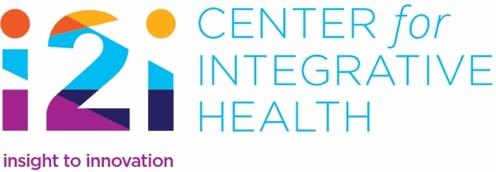 i2i
CENTER for
INTEGRATIVE
HEALTH
insight to innovation